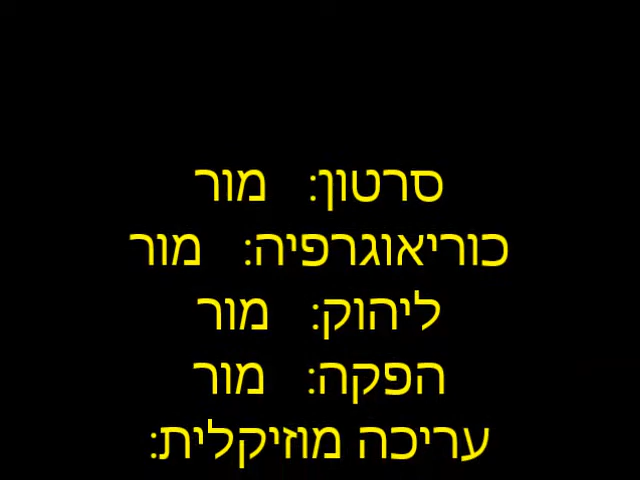 סרטון: מור
כוריאוגרפיה: מור
ליהוק: מור
הפקה: מור
עריכה מוזיקלית: